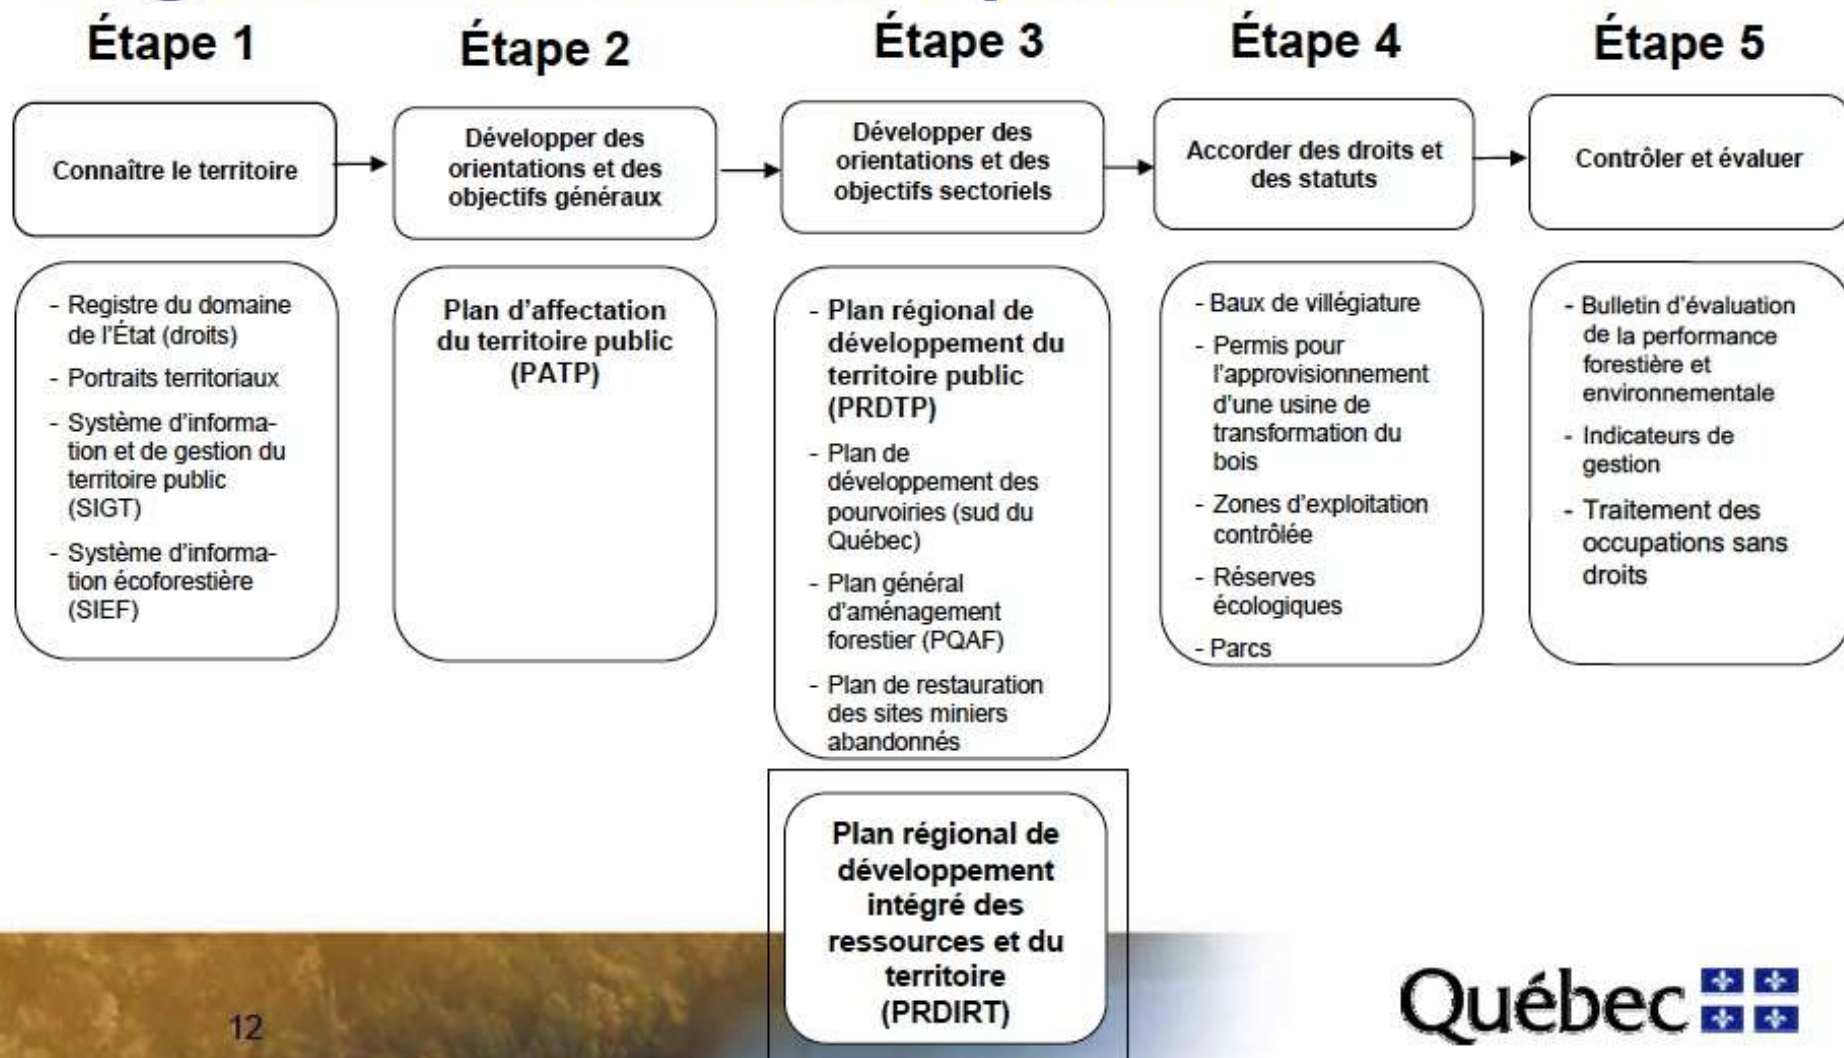 Étape 1
Étape 2
Étape 3
Étape 4
Étape 5
Connaître le territoire
Développer des
orientations et des
objectifs généraux
Développer des
orientations et des
objectifs sectoriels
Accorder des droits et
des statuts
Contrôler et évaluer
- Registre du domaine
de l'État (droits)
- Portraits territoriaux
- Système d'informa-
tion et de gestion du
territoire public
(SIGT)
- Système d'informa-
tion écoforestière
(SIEF)
Plan d'affectation
du territoire public
(PATP)
- Plan régional de
développement du
territoire public
(PRDTP)
- Plan de
développement des
pourvoiries (sud du
Québec)
- Plan général
d'aménagement
forestier (PQAF)
- Plan de restauration
des sites miniers
abandonnés
- Baux de villégiature
- Permis pour
l'approvisionnement
d'une usine de
transformation du
bois
- Zones d'exploitation
contrôlée
- Réserves
écologiques
- Parcs
- Bulletin d'évaluation
de la performance
forestière et
environnementale
- Indicateurs de
gestion
- Traitement des
occupations sans
droits
Plan régional de
développement
intégré des
ressources et du
territoire
(PRDIRT)
12
Québec